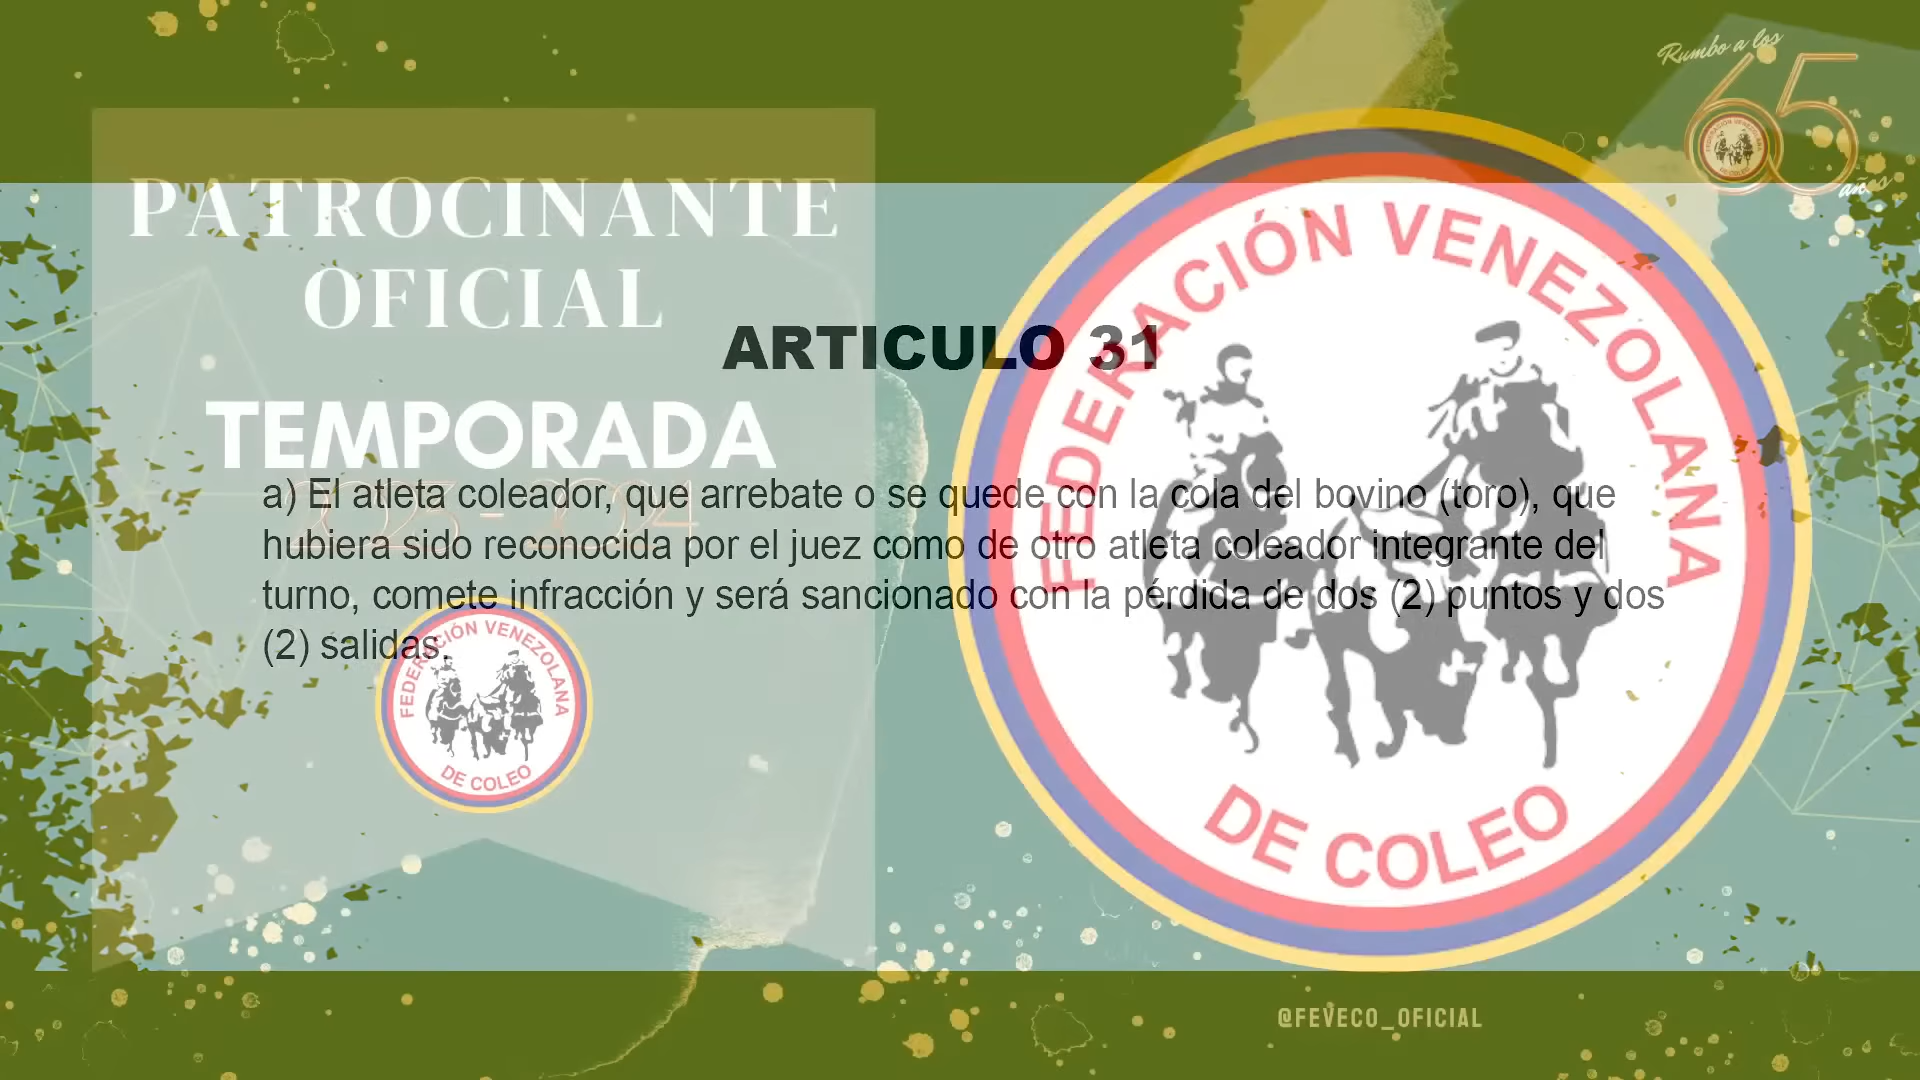 Rumbo a los
65
años
PATROCINANTE
OFICIAL
TEMPORADA
2023 - 2024
ARTICULO 31
a) El atleta coleador, que arrebate o se quede con la cola del bovino (toro), que
hubiera sido reconocida por el juez como de otro atleta coleador integrante del
turno, comete infracción y será sancionado con la pérdida de dos (2) puntos y dos
(2) salidas.
FEDERACIÓN VENEZOLANA
DE COLEO
FEDERACIÓN VENEZOLANA
DE COLEO
@FEVECO_OFICIAL